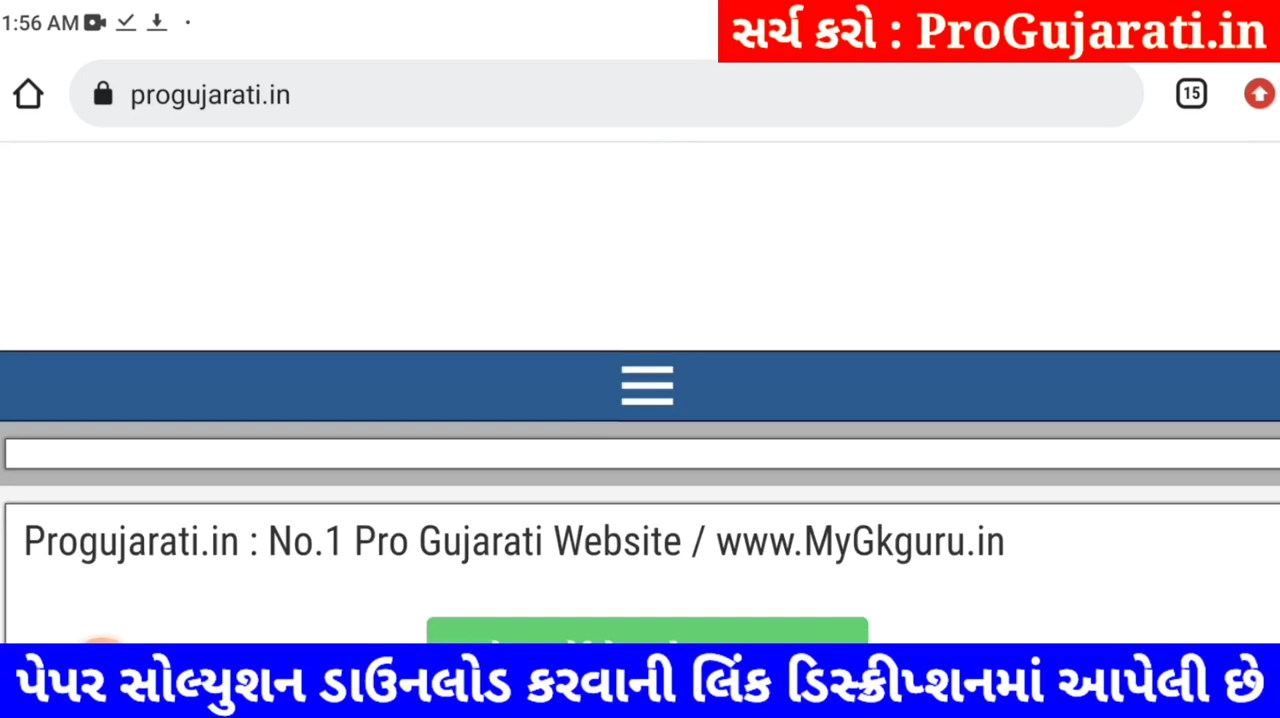 1:56 AM
સર્ચ કરો : ProGujarati.in
progujarati.in
15
Progujarati.in : No.1 Pro Gujarati Website / www.MyGkguru.in
પેપર સોલ્યુશન ડાઉનલોડ કરવાની લિંક ડિસ્ક્રીપ્શનમાં આપેલી છે